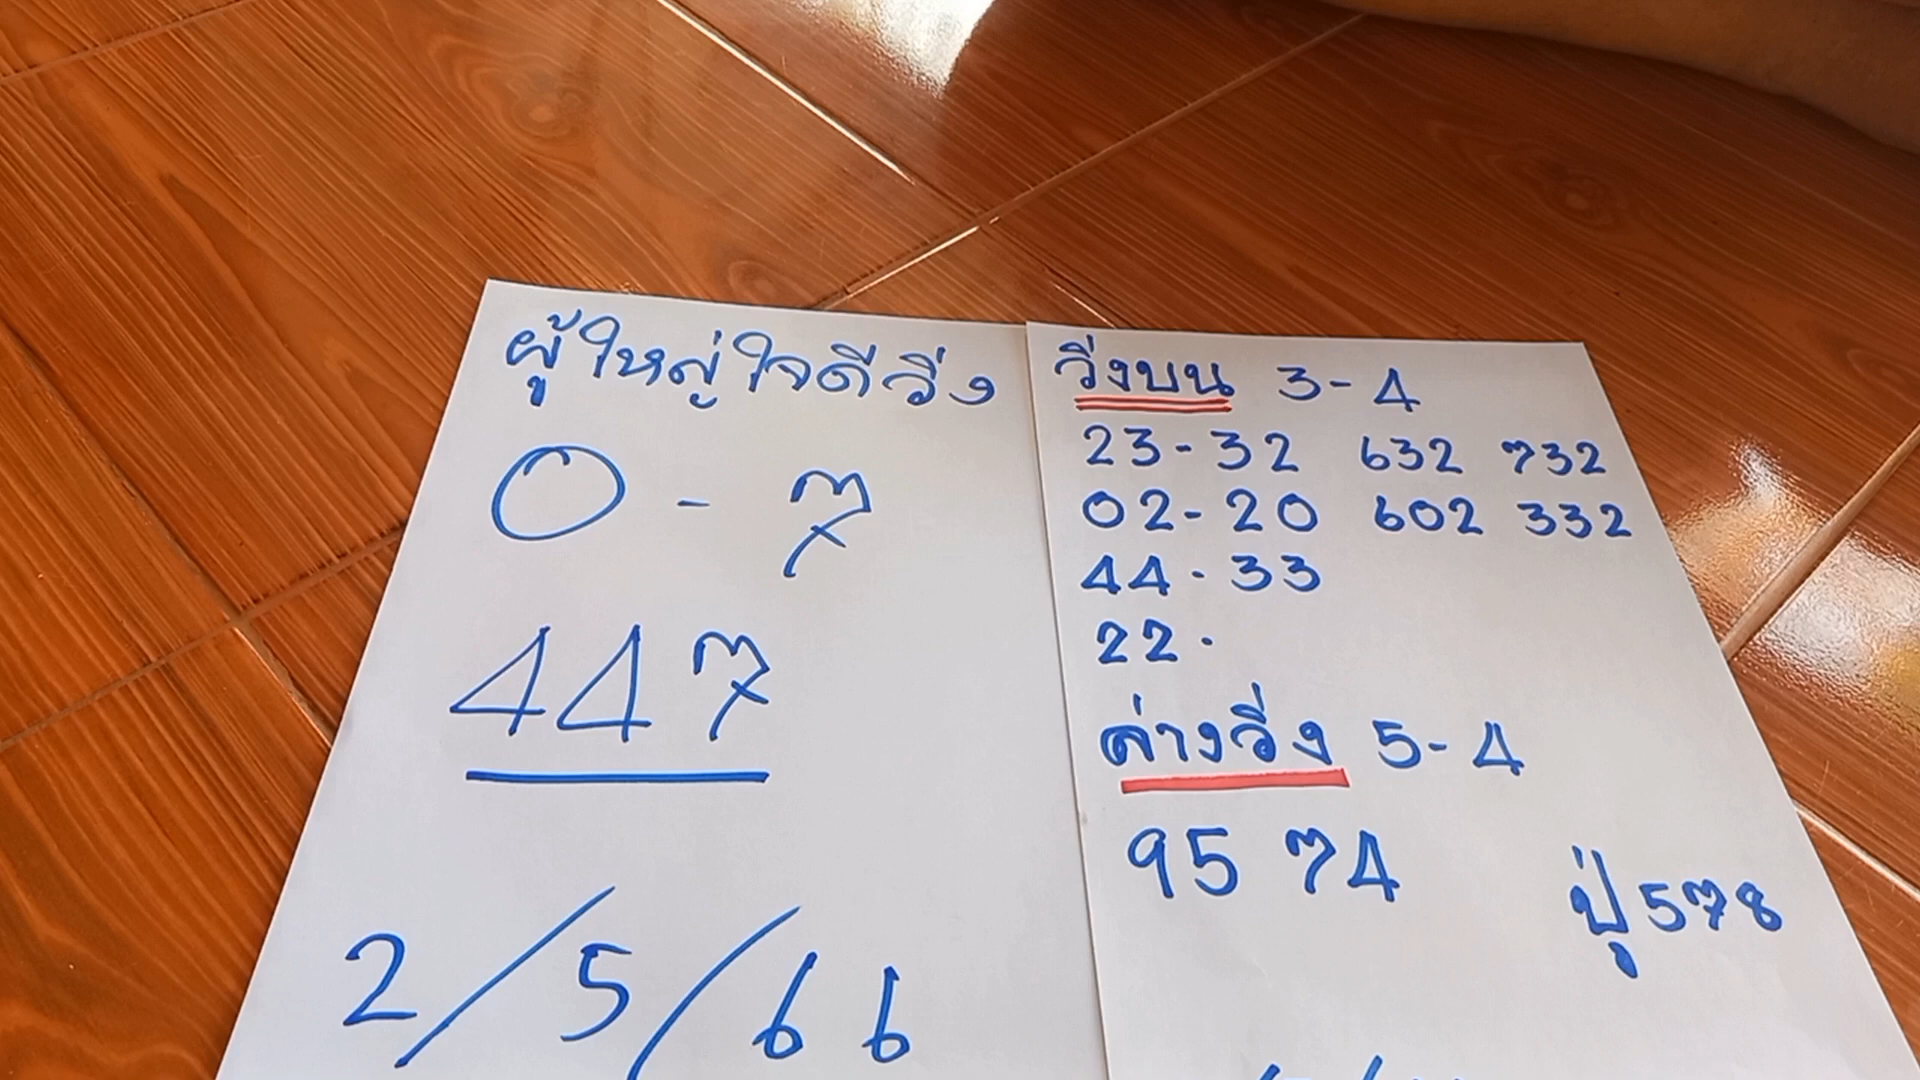 ผู้ใหญ่ใจดีวิ่ง
0 - 7
447
2/5/66
วิ่งบน 3-4
23-32 632 732
02-20 602 332
44-33
22-
ล่างวิ่ง 5-4
95 74
ปู่578